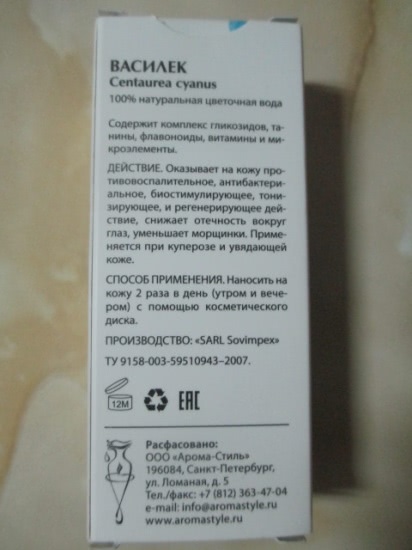 ВАСИЛЕК
Centaurea cyanus
100% натуральная цветочная вода
Содержит комплекс гликозидов, та-
нины, флавоноиды, витамины и ми-
кроэлементы.
ДЕЙСТВИЕ. Оказывает на кожу про-
тивовоспалительное, антибактери-
альное, биостимулирующее, тони-
зирующее, и регенерирующее дей-
ствие, снижает отечность вокруг
глаз, уменьшает морщинки. Приме-
няется при куперозе и увядающей
коже.
СПОСОБ ПРИМЕНЕНИЯ. Наносить на
кожу 2 раза в день (утром и вече-
ром) с помощью косметического
диска.
ПРОИЗВОДСТВО: «SARL Sovimpex»
ТУ 9158-003-59510943–2007.
12М
ЕАС
Расфасовано:
ООО «Арома-Стиль»
196084, Санкт-Петербург,
ул. Ломаная, д. 5
Тел./факс: +7 (812) 363-47-04
e-mail: info@aromastyle.ru
www.aromastyle.ru